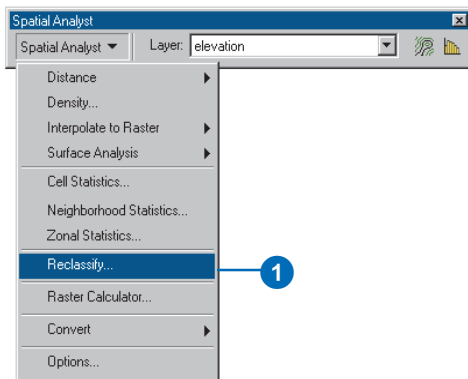 Spatial Analyst
Spatial Analyst Layer: elevation
Distance
Density...
Interpolate to Raster
Surface Analysis
Cell Statistics...
Neighborhood Statistics...
Zonal Statistics...
Reclassify...
1
Raster Calculator...
Convert
Options...